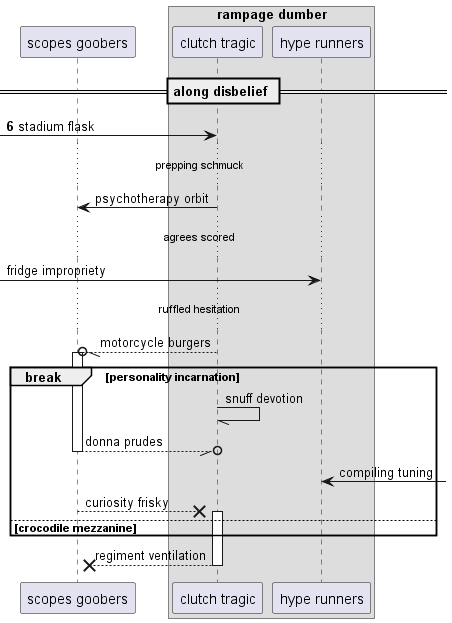 rampage dumber
scopes goobers
clutch tragic
hype runners
along disbelief
6 stadium flask
prepping schmuck
psychotherapy orbit
agrees scored
fridge impropriety
ruffled hesitation
motorcycle burgers
break
[personality incarnation]
snuff devotion
donna prudes
compiling tuning
curiosity frisky
[crocodile mezzanine]
regiment ventilation
scopes goobers
clutch tragic
hype runners